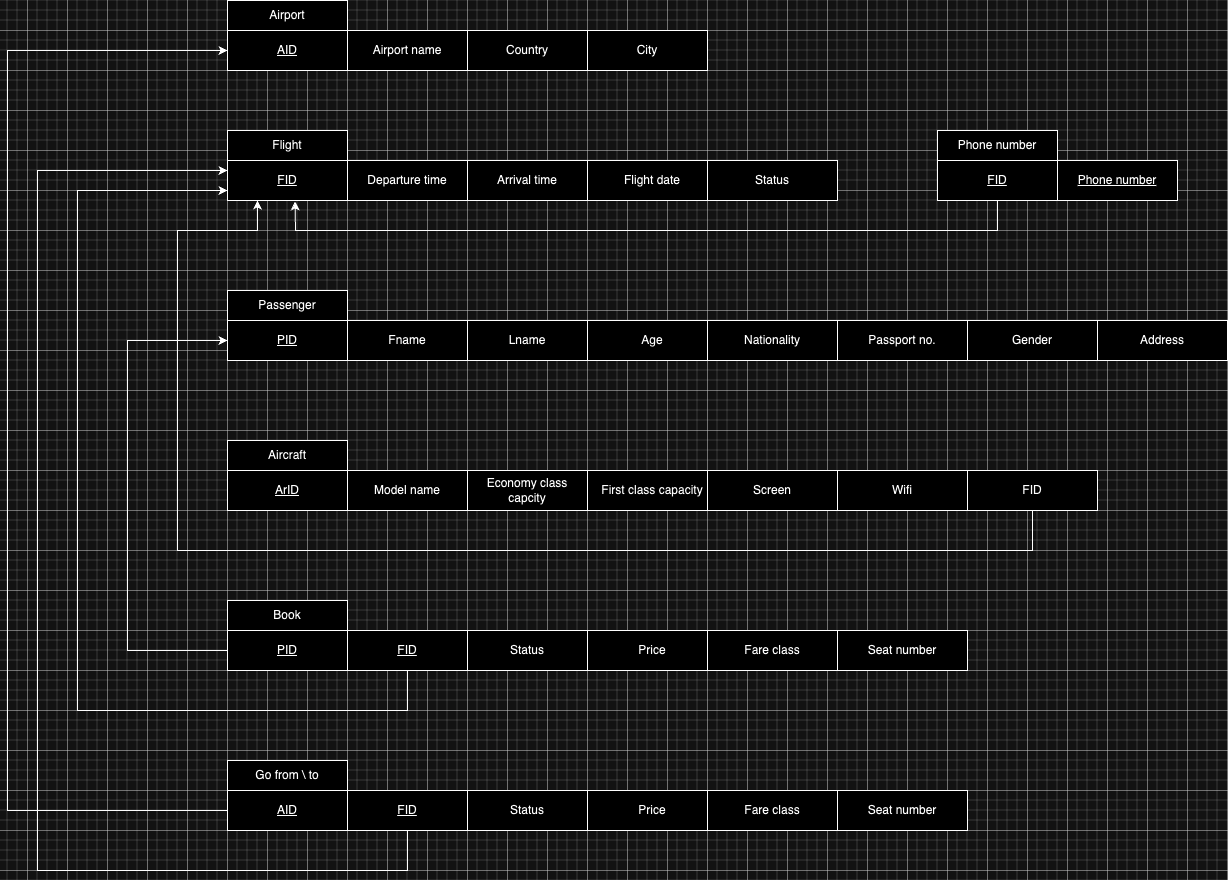 Airport
AID Airport name Country City
Flight
FID Departure time Arrival time Flight date Status
Phone number
FID Phone number
Passenger
PID Fname Lname Age Nationality Passport no. Gender Address
Aircraft
ArID Model name Economy class capcity First class capacity Screen Wifi FID
Book
PID FID Status Price Fare class Seat number
Go from \ to
AID FID Status Price Fare class Seat number